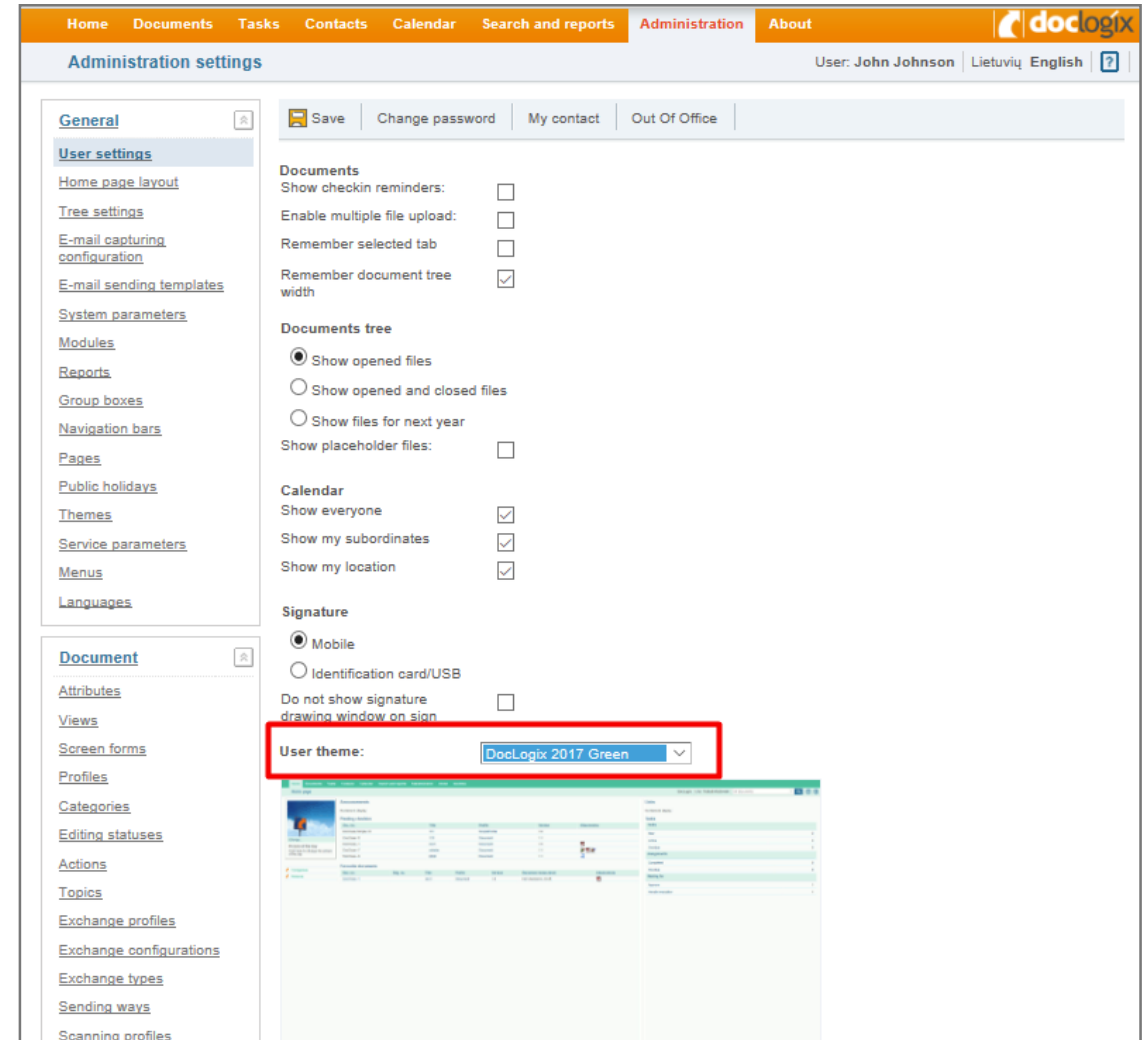 Home Documents Tasks Contacts Calendar Search and reports Administration About doclogix
Administration settings User: John Johnson Lietuvių English ?
General
User settings
Home page layout
Tree settings
E-mail capturing
configuration
E-mail sending templates
System parameters
Modules
Reports
Group boxes
Navigation bars
Pages
Public holidays
Themes
Service parameters
Menus
Languages
Document
Attributes
Views
Screen forms
Profiles
Categories
Editing statuses
Actions
Topics
Exchange profiles
Exchange configurations
Exchange types
Sending ways
Scanning profiles
Save Change password My contact Out Of Office
Documents
Show checkin reminders:
Enable multiple file upload:
Remember selected tab
Remember document tree
width
Documents tree
Show opened files
Show opened and closed files
Show files for next year
Show placeholder files:
Calendar
Show everyone
Show my subordinates
Show my location
Signature
Mobile
Identification card/USB
Do not show signature
drawing window on sign
User theme: DocLogix 2017 Green